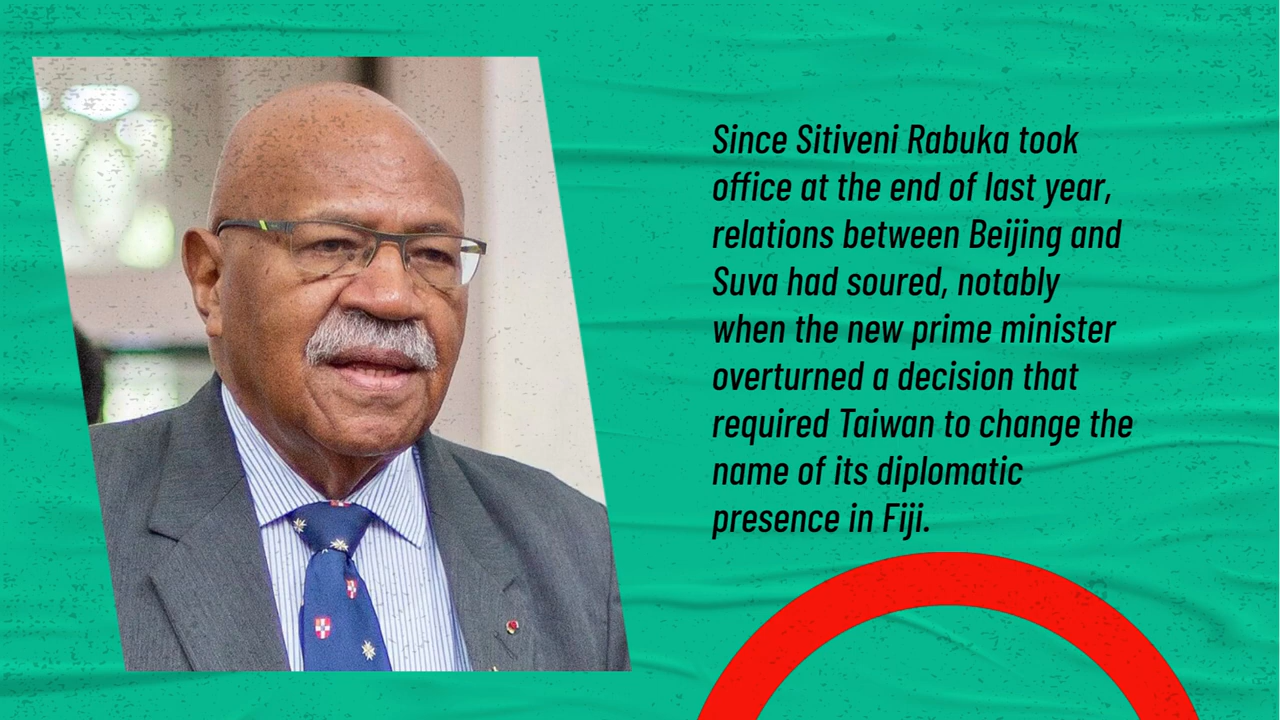 Since Sitiveni Rabuka took
office at the end of last year,
relations between Beijing and
Suva had soured, notably
when the new prime minister
overturned a decision that
required Taiwan to change the
name of its diplomatic
presence in Fiji.